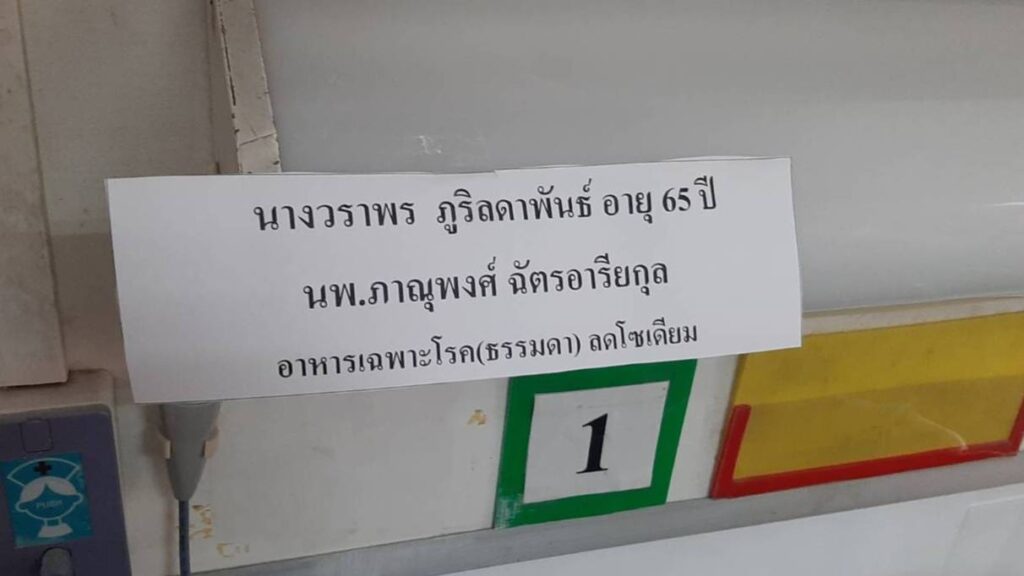 นางวราพร ภูริลดาพันธ์ อายุ 65 ปี
นพ.ภาณุพงศ์ ฉัตรอารียกุล
อาหารเฉพาะโรค(ธรรมดา) ลดโซเดียม
1
PUSH